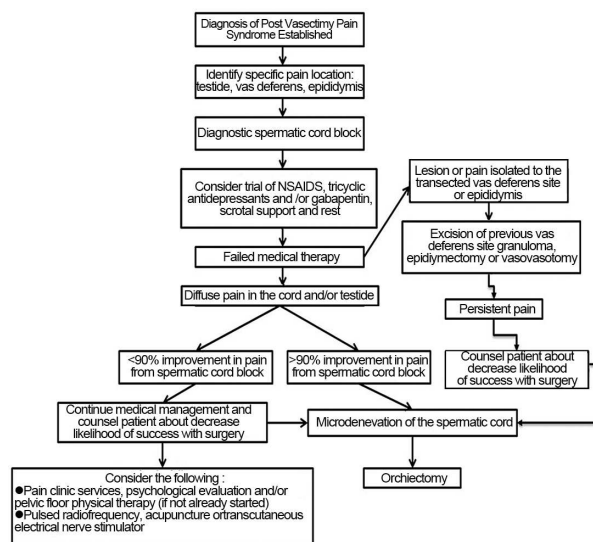 Diagnosis of Post Vasectimy Pain
Syndrome Established
Identify specific pain location:
testide, vas deferens, epididymis
Diagnostic spermatic cord block
Consider trial of NSAIDS, tricyclic
antidepressants and /or gabapentin,
scrotal support and rest
Failed medical therapy
Lesion or pain isolated to the
transected vas deferens site
or epididymis
Excision of previous vas
deferens site granuloma,
epidiymectomy or vasovasotomy
Persistent pain
Counsel patient about
decrease likelihood
of success with surgery
Diffuse pain in the cord and/or testide
<90% improvement in pain
from spermatic cord block
>90% improvement in pain
from spermatic cord block
Continue medical management and
counsel patient about decrease
likelihood of success with surgery
Microdenevation of the spermatic cord
Orchiectomy
Consider the following :
●Pain clinic services, psychological evaluation and/or
pelvic floor physical therapy (if not already started)
●Pulsed radiofrequency, acupuncture ortranscutaneous
electrical nerve stimulator